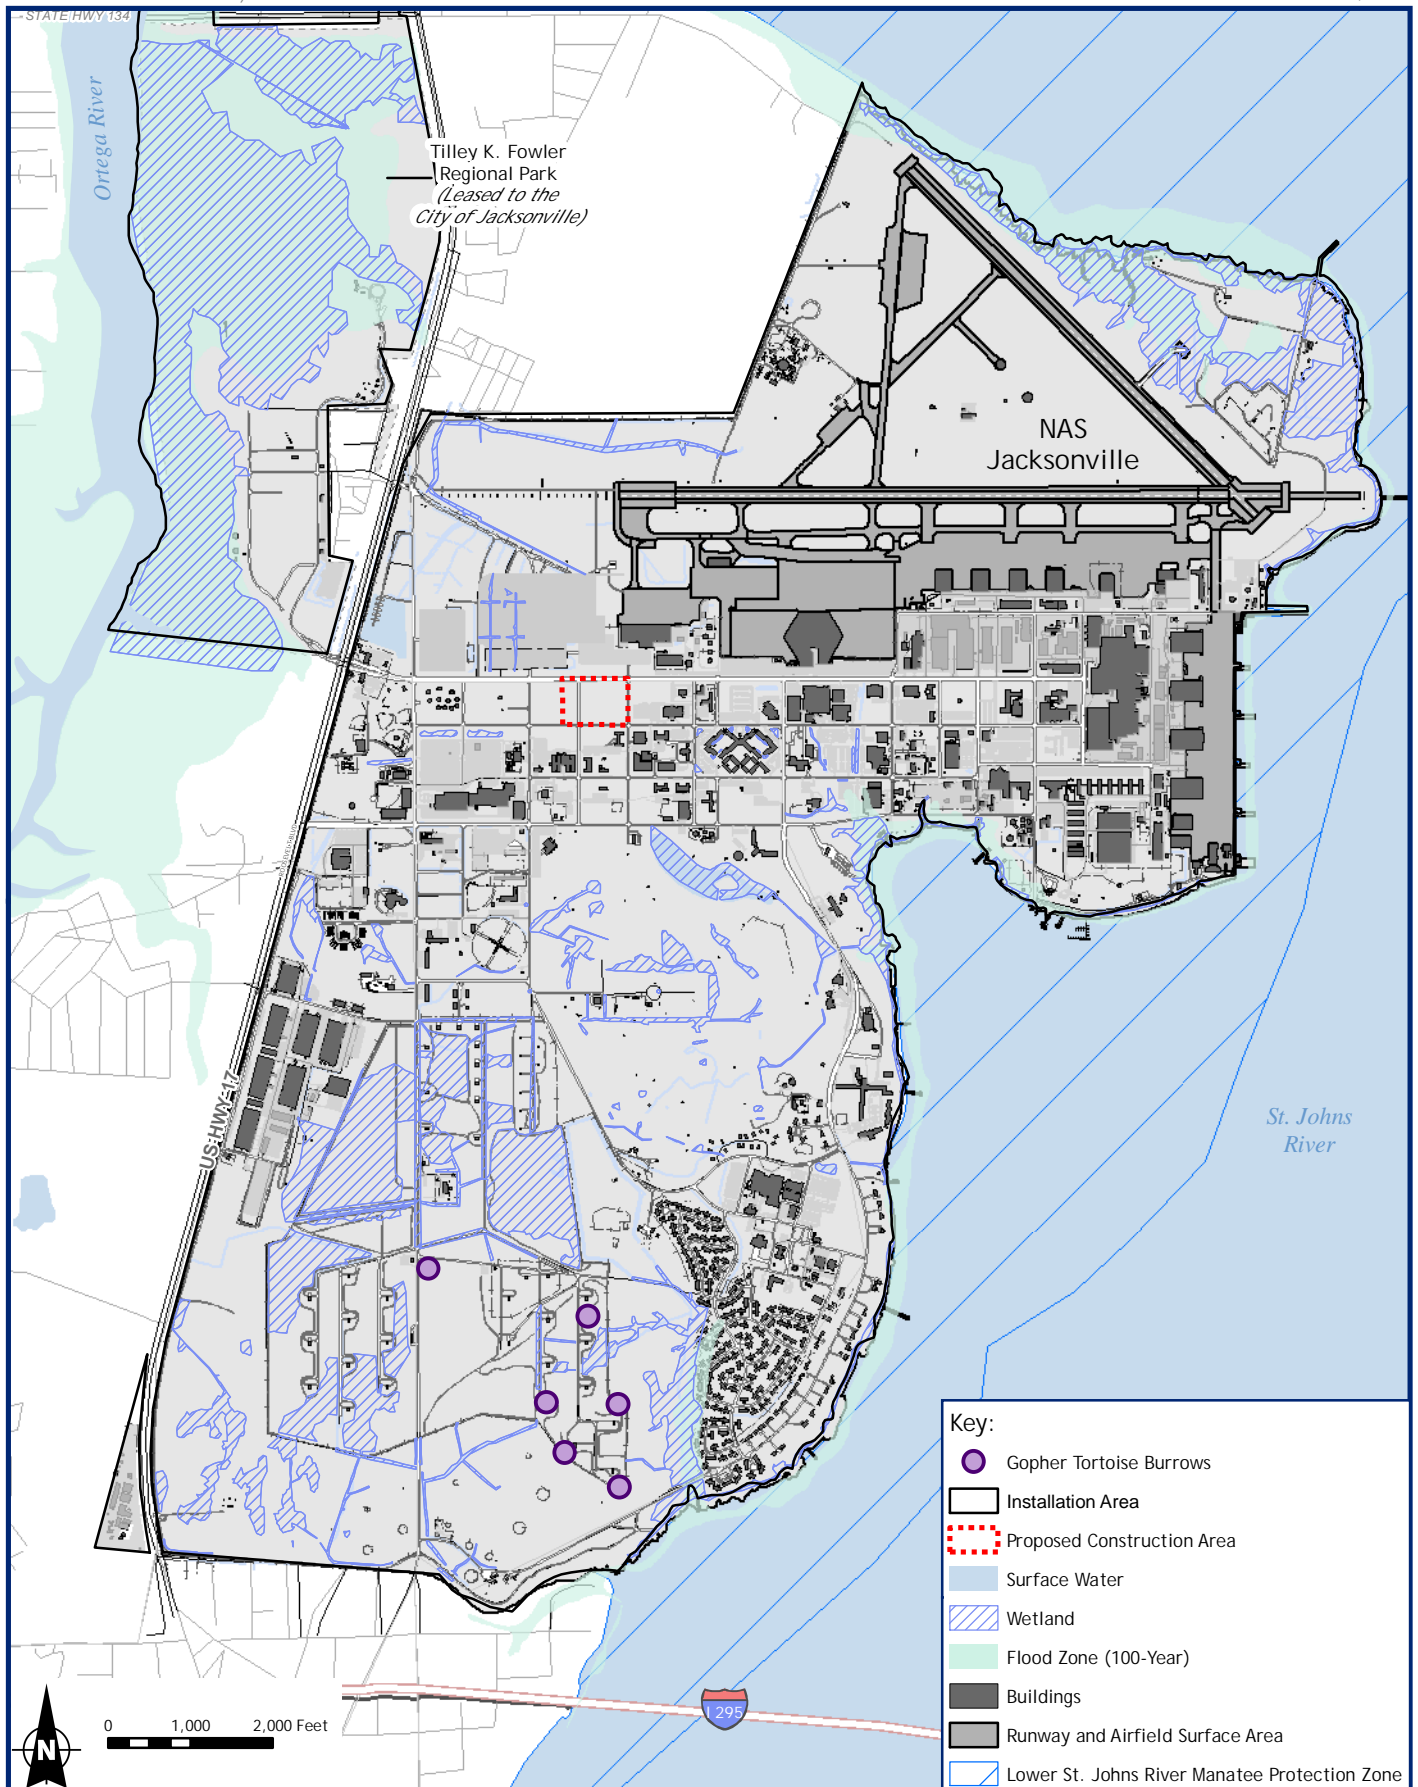 STATE HWY 134
Ortega River
Tilley K. Fowler
Regional Park
(Leased to the
City of Jacksonville)
NAS
Jacksonville
US HWY 17
St. Johns
River
Key:
Gopher Tortoise Burrows
Installation Area
Proposed Construction Area
Surface Water
Wetland
Flood Zone (100-Year)
Buildings
Runway and Airfield Surface Area
Lower St. Johns River Manatee Protection Zone
I 295
0 1,000 2,000 Feet
N